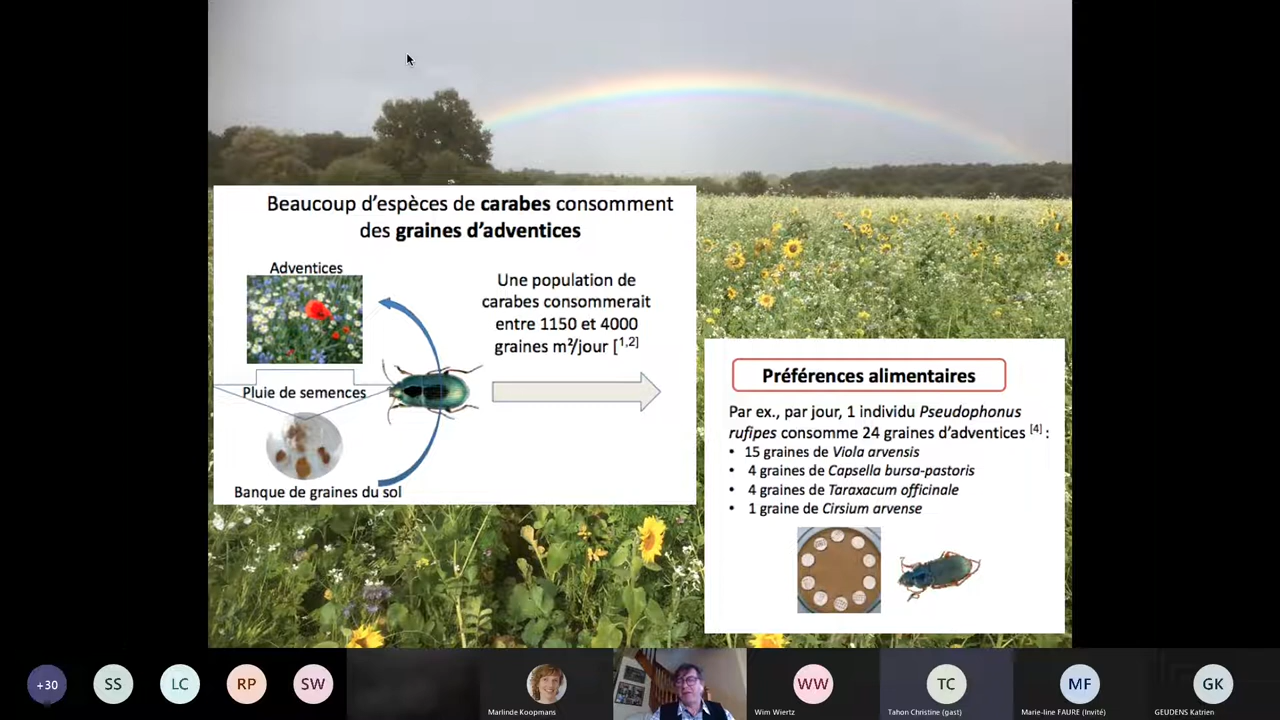 Beaucoup d'espèces de carabes consomment
des graines d'adventices
Adventices
Une population de
carabes consommerait
entre 1150 et 4000
graines m²/jour [1,2]
Pluie de semences
Banque de graines du sol
Préférences alimentaires
Par ex., par jour, 1 individu Pseudophonus
rufipes consomme 24 graines d'adventices [4] :
• 15 graines de Viola arvensis
• 4 graines de Capsella bursa-pastoris
• 4 graines de Taraxacum officinale
• 1 graine de Cirsium arvense
+30
SS
LC
RP
SW
WW
TC
MF
GK
Marlinde Koopmans
Wim Wiertz
Tahon Christine (gast)
Marie-line FAURE (Invité)
GEUDENS Katrien